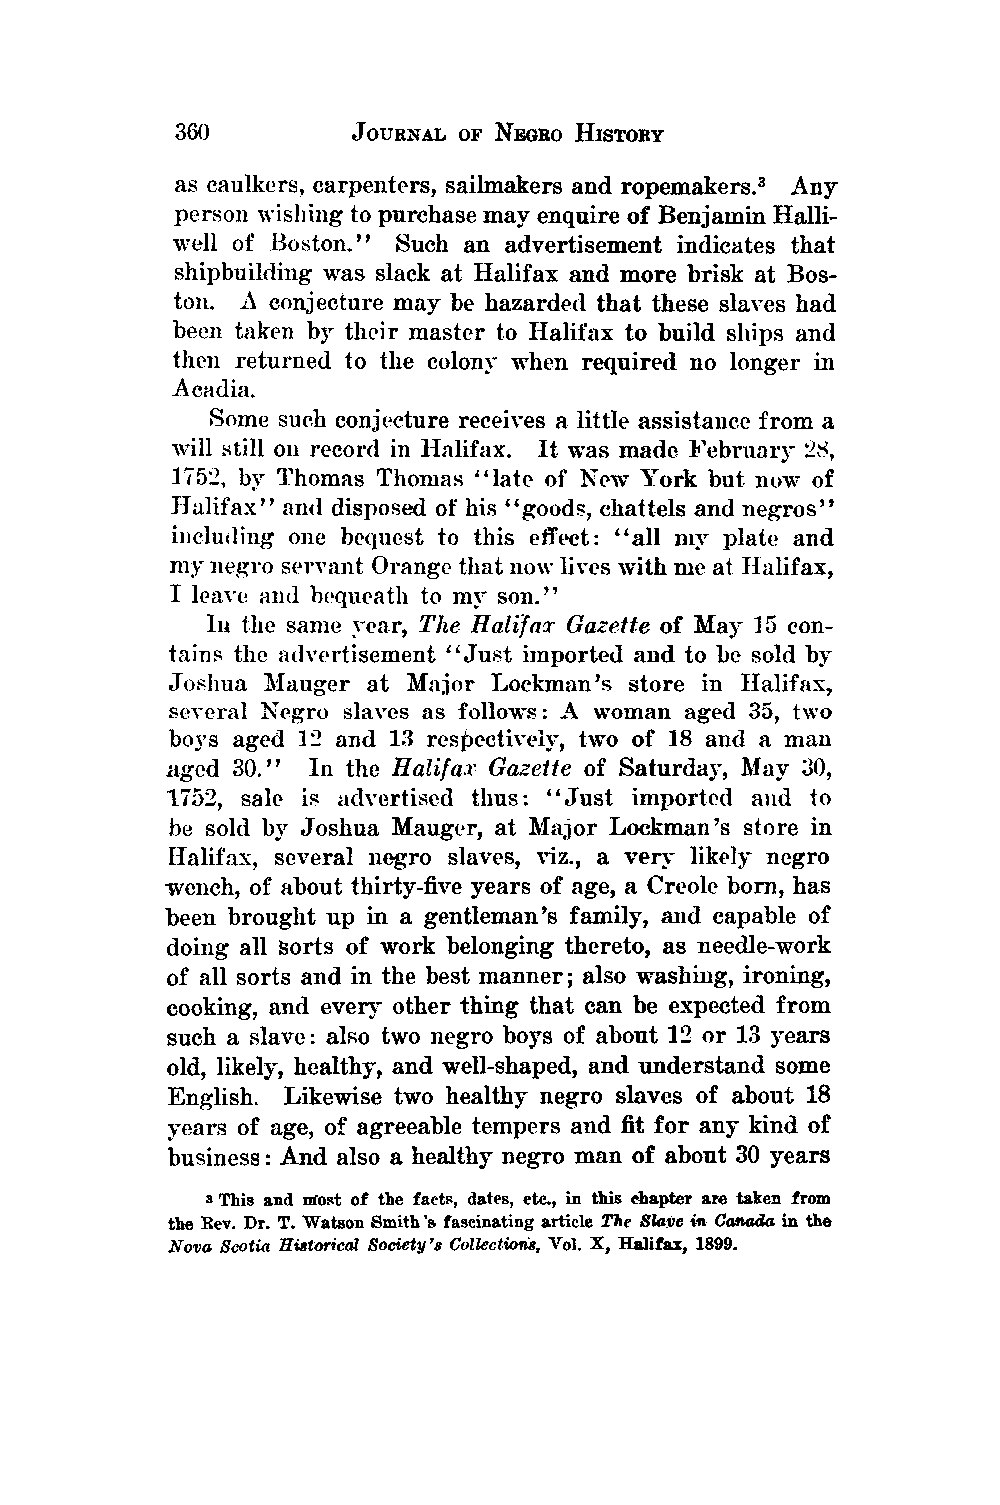 360 JOURNAL OF NEGRO HISTORY
as caulkers, carpenters, sailmakers and ropemakers.³ Any
person wishing to purchase may enquire of Benjamin Halli-
well of Boston.'' Such an advertisement indicates that
shipbuilding was slack at Halifax and more brisk at Bos-
ton. A conjecture may be hazarded that these slaves had
been taken by their master to Halifax to build ships and
then returned to the colony when required no longer in
Acadia.
Some such conjecture receives a little assistance from a
will still on record in Halifax. It was made February 28,
1752, by Thomas Thomas ''late of New York but now of
Halifax'' and disposed of his ''goods, chattels and negros''
including one bequest to this effect: ''all my plate and
my negro servant Orange that now lives with me at Halifax,
I leave and bequeath to my son.''
In the same year, The Halifax Gazette of May 15 con-
tains the advertisement ''Just imported and to be sold by
Joshua Mauger at Major Lockman's store in Halifax,
several Negro slaves as follows: A woman aged 35, two
boys aged 12 and 13 respectively, two of 18 and a man
aged 30.'' In the Halifax Gazette of Saturday, May 30,
1752, sale is advertised thus: ''Just imported and to
be sold by Joshua Mauger, at Major Lockman's store in
Halifax, several negro slaves, viz., a very likely negro
wench, of about thirty-five years of age, a Creole born, has
been brought up in a gentleman's family, and capable of
doing all sorts of work belonging thereto, as needle-work
of all sorts and in the best manner; also washing, ironing,
cooking, and every other thing that can be expected from
such a slave: also two negro boys of about 12 or 13 years
old, likely, healthy, and well-shaped, and understand some
English. Likewise two healthy negro slaves of about 18
years of age, of agreeable tempers and fit for any kind of
business: And also a healthy negro man of about 30 years
³ This and most of the facts, dates, etc., in this chapter are taken from
the Rev. Dr. T. Watson Smith's fascinating article The Slave in Canada in the
Nova Scotia Historical Society's Collections, Vol. X, Halifax, 1899.